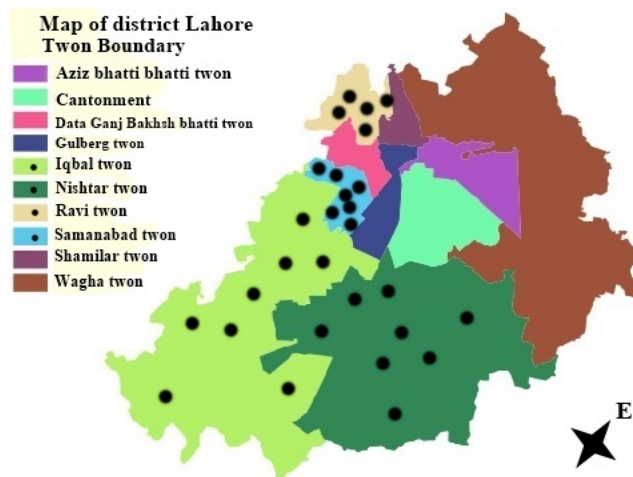 Map of district Lahore
Twon Boundary
Aziz bhatti bhatti twon
Cantonment
Data Ganj Bakhsh bhatti twon
Gulberg twon
Iqbal twon
Nishtar twon
Ravi twon
Samanabad twon
Shamilar twon
Wagha twon
E